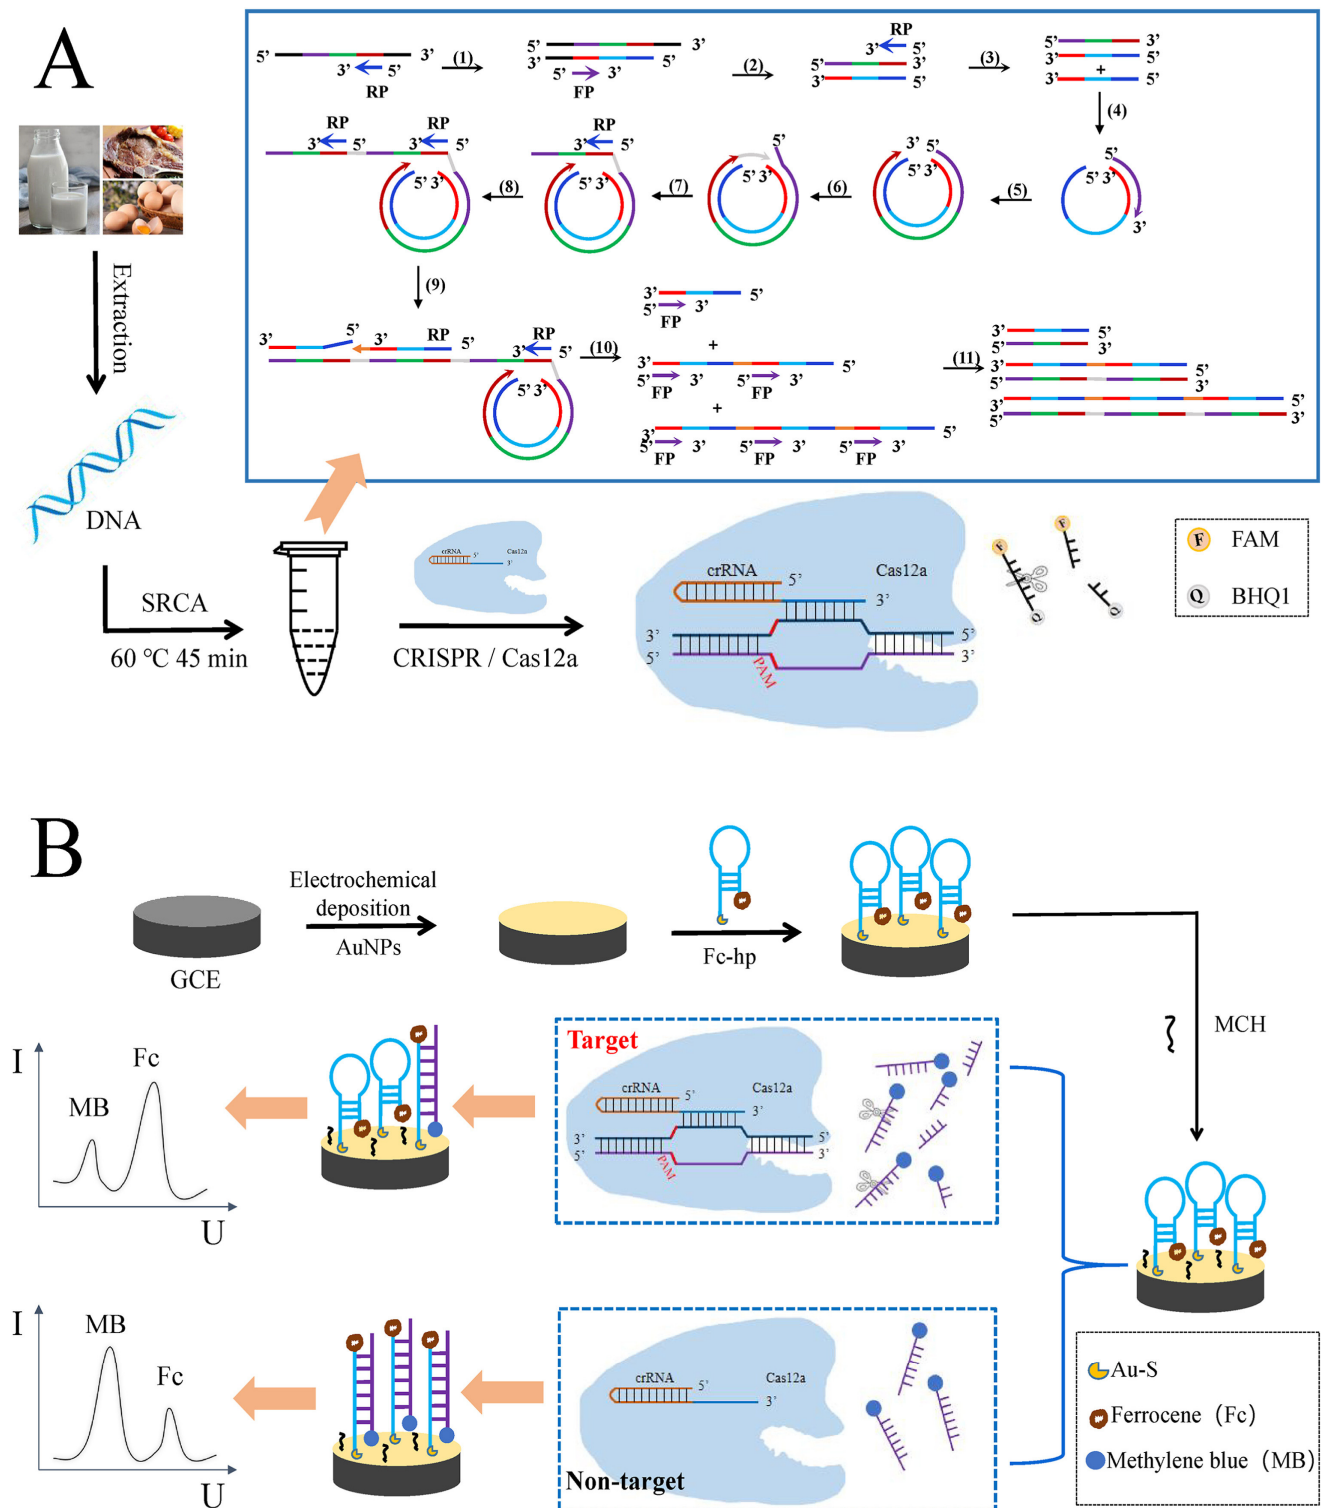 A
5' 3' (1) 5' 3' (2) RP 3' 5' (3) 5' 3'
3' 5' 3' 5' 5' 3' 3' 5'
RP 5' 3' 3' 5' + 3' 5'
FP (4)
RP RP RP 5' 5'
3' 3' 5' 3' 5' 3' 5'
5' 3' (8) 5' 3' (7) 5' 3' (6) 5' 3' (5) 5' 3' 3'
(9)
3' 5'
5' 3' FP
3' 5' RP 5' RP +
3' 5' (10) 3' 5' (11) 3' 5'
5' 3' 5' 3' 5' 3' 5' 3'
FP FP 3' 5'
+ 5' 3'
3' 5' 3' 5'
5' 3' 5' 3' 5' 3' 5' 3'
FP FP FP
Extraction
DNA
SRCA
60 °C 45 min
crRNA 5' Cas12a
3'
CRISPR / Cas12a
crRNA 5' Cas12a
3'
3' 5'
5' 3'
PAM
F F
Q Q
F FAM
Q BHQ1
B
Electrochemical
deposition
AuNPs
GCE
Fc-hp
MCH
I
MB
Fc
U
Target
crRNA 5' Cas12a
3'
3' 5'
5' 3'
PAM
I
MB
Fc
U
crRNA 5' Cas12a
3'
Non-target
Au-S
Ferrocene (Fc)
Methylene blue (MB)